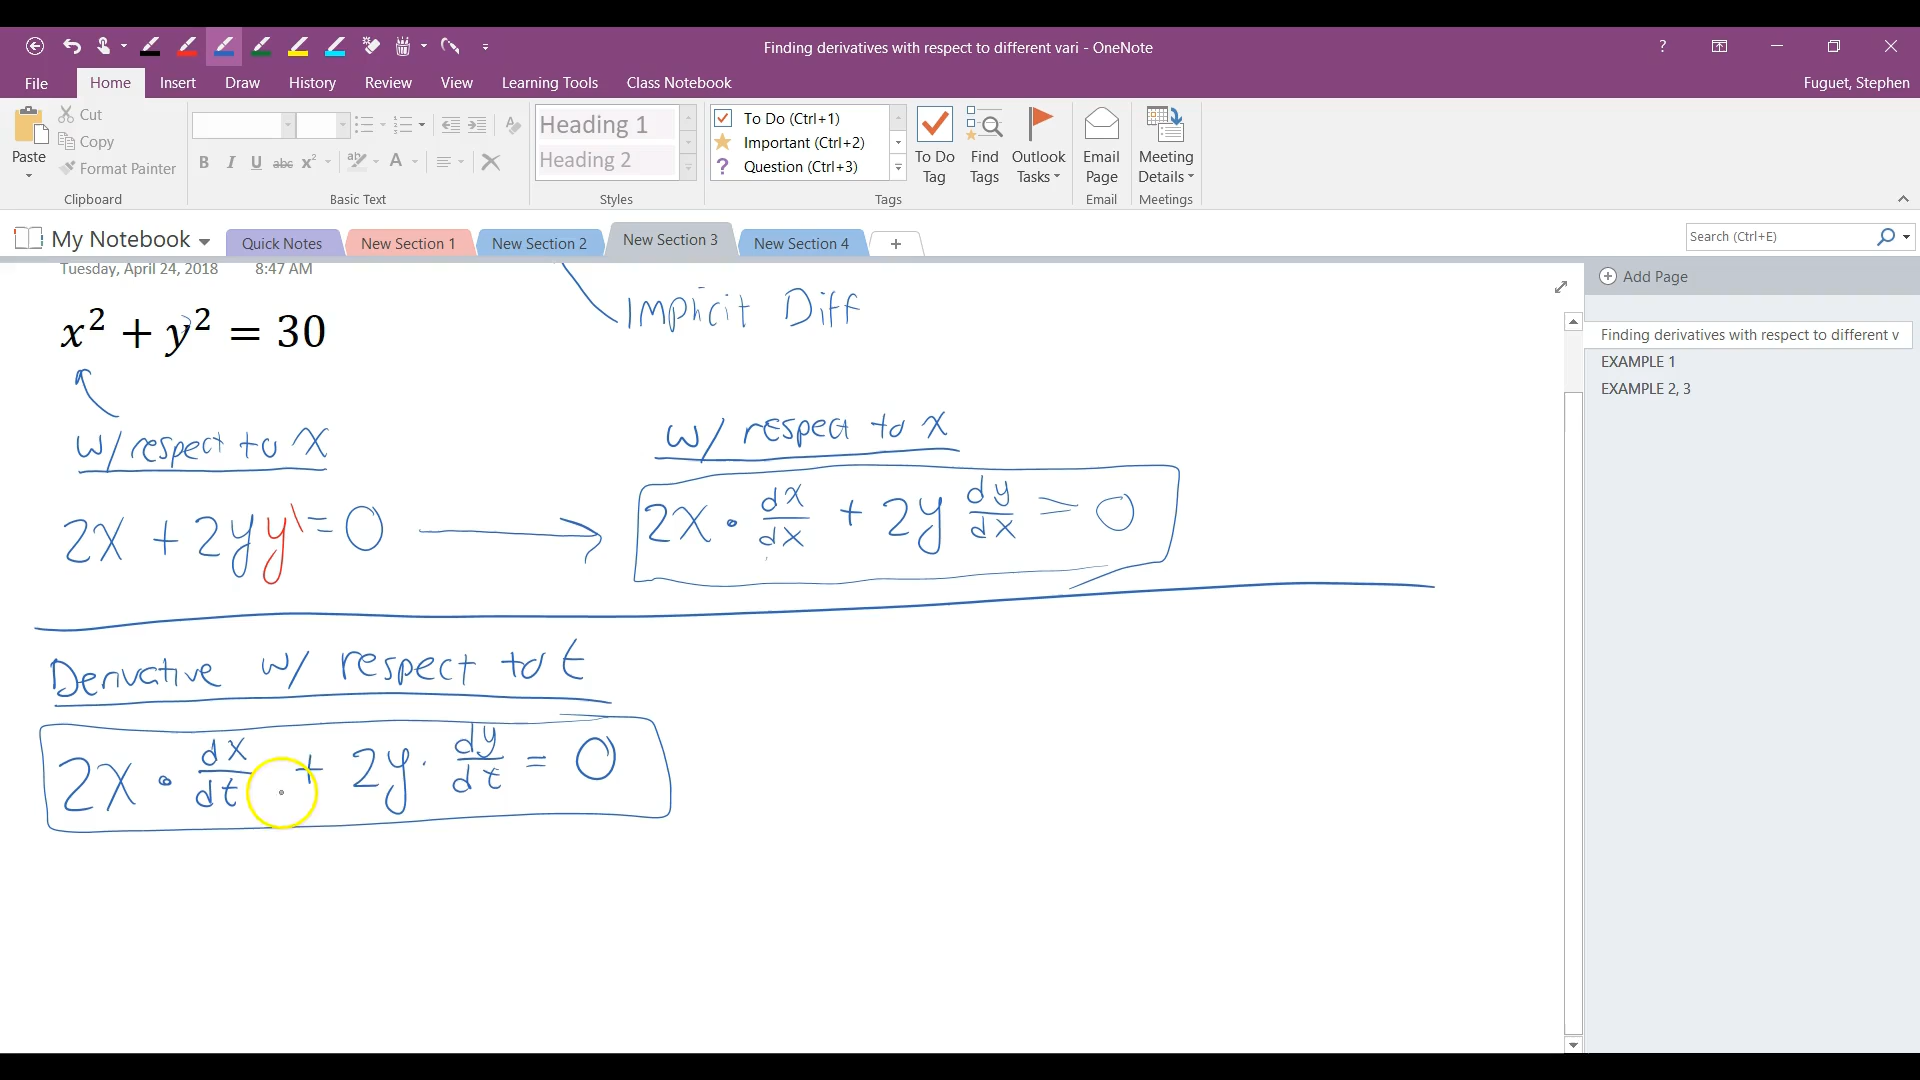 Finding derivatives with respect to different vari - OneNote
?
File Home Insert Draw History Review View Learning Tools Class Notebook
Fuguet, Stephen
Paste
Cut
Copy
Format Painter
Clipboard
B I U abc x² A
Basic Text
Heading 1
Heading 2
Styles
To Do (Ctrl+1)
Important (Ctrl+2)
Question (Ctrl+3)
To Do Tag
Find Tags
Outlook Tasks
Tags
Email Page
Email
Meeting Details
Meetings
My Notebook
Quick Notes
New Section 1
New Section 2
New Section 3
New Section 4
+
Search (Ctrl+E)
Tuesday, April 24, 2018 8:47 AM
Add Page
Finding derivatives with respect to different v
EXAMPLE 1
EXAMPLE 2, 3
Implicit Diff
x² + y² = 30
w/ respect to x
2x + 2yy' = 0
w/ respect to x
2x • dx/dx + 2y dy/dx = 0
Derivative w/ respect to t
2x • dx/dt + 2y · dy/dt = 0